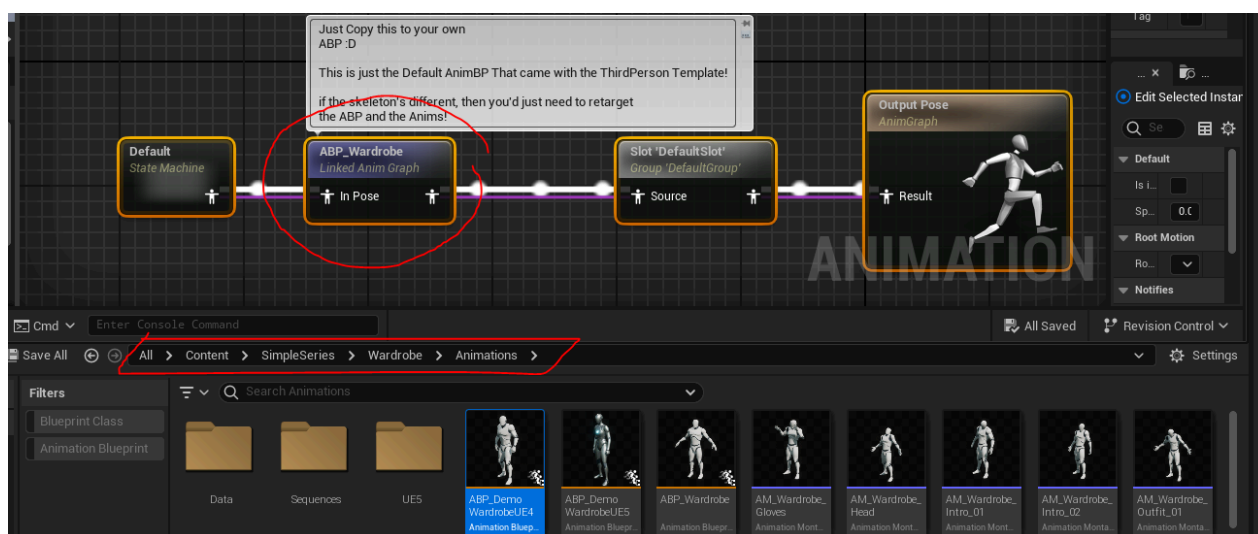 Tag
Just Copy this to your own
ABP :D
This is just the Default AnimBP That came with the ThirdPerson Template!
if the skeleton's different, then you'd just need to retarget
the ABP and the Anims!
Default
State Machine
ABP_Wardrobe
Linked Anim Graph
In Pose
Slot 'DefaultSlot'
Group 'DefaultGroup'
Source
Output Pose
AnimGraph
Result
ANIMATION
...
...
Edit Selected Instar
Se
Default
Is i...
Sp...
0.0
Root Motion
Ro...
Notifies
Cmd
Enter Console Command
All Saved
Revision Control
Save All
All > Content > SimpleSeries > Wardrobe > Animations >
Settings
Filters
Search Animations
Blueprint Class
Animation Blueprint
Data
Sequences
UE5
ABP_Demo
WardrobeUE4
Animation Bluep...
ABP_Demo
WardrobeUE5
Animation Bluepr...
ABP_Wardrobe
Animation Bluepr...
AM_Wardrobe_
Gloves
Animation Mont...
AM_Wardrobe_
Head
Animation Mont...
AM_Wardrobe_
Intro_01
Animation Mont...
AM_Wardrobe_
Intro_02
Animation Monta...
AM_Wardrobe_
Outfit_01
Animation Monta...